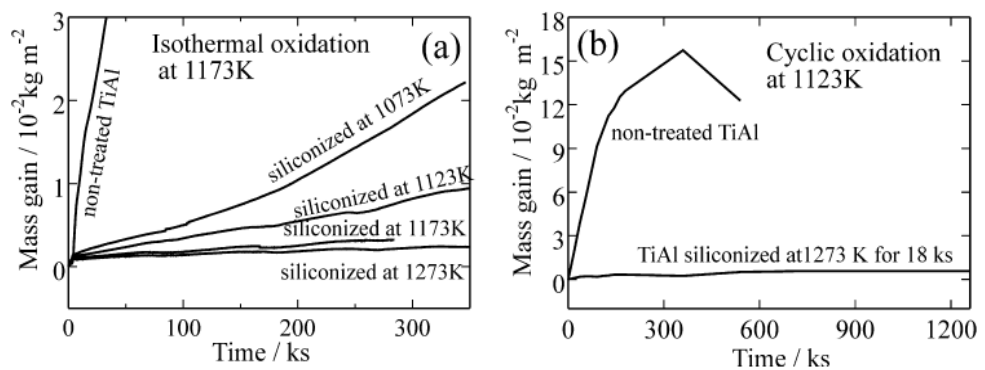 (a)
Isothermal oxidation
at 1173K
Mass gain / 10⁻²kg m⁻²
3
2
1
0
non-treated TiAl
siliconized at 1073K
siliconized at 1123K
siliconized at 1173K
siliconized at 1273K
0 100 200 300
Time / ks
(b)
Cyclic oxidation
at 1123K
Mass gain / 10⁻²kg m⁻²
18
15
12
9
6
3
0
non-treated TiAl
TiAl siliconized at1273 K for 18 ks
0 300 600 900 1200
Time / ks